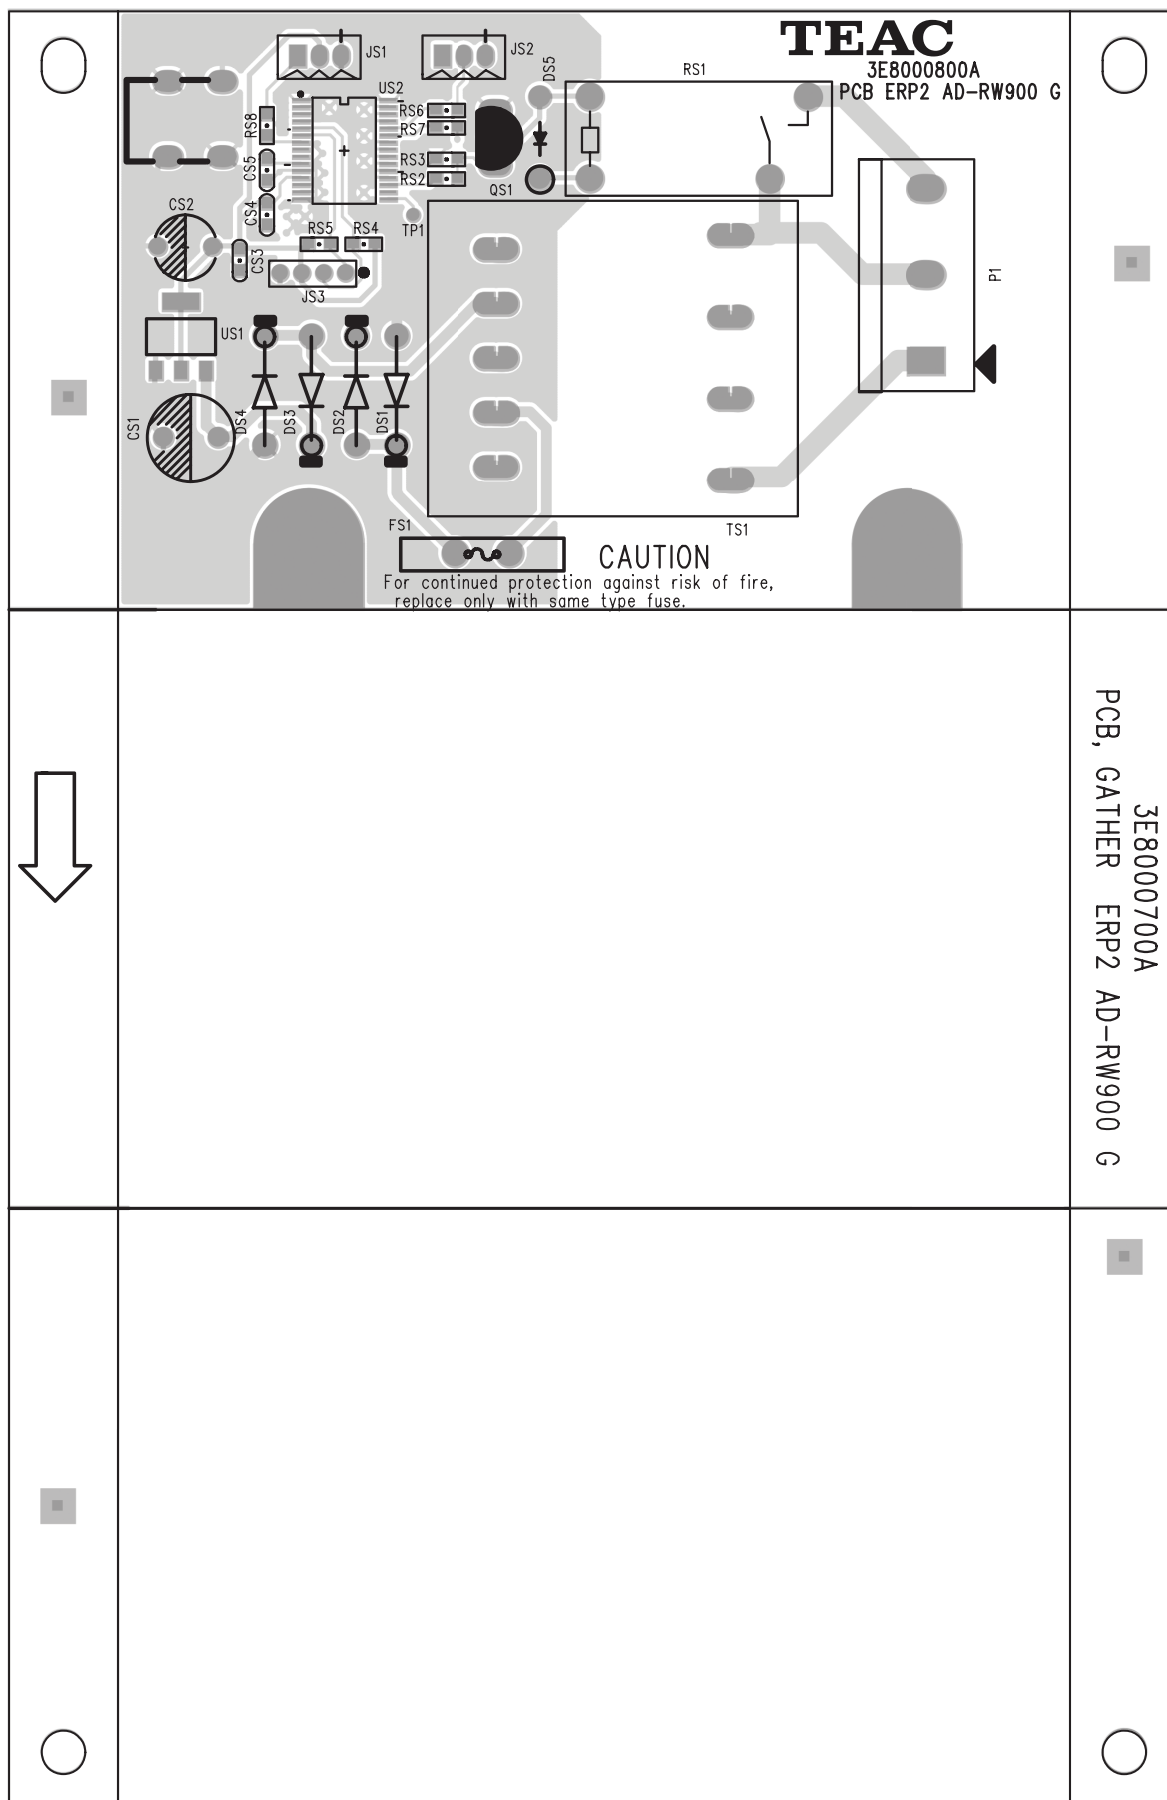 TEAC
3E8000800A
PCB ERP2 AD-RW900 G
JS1
JS2
DS5
RS1
US2
RS6
RS7
RS8
RS3
RS2
CS5
QS1
CS4
CS2
TP1
RS5
RS4
CS3
JS3
P1
US1
DS4
DS3
DS2
DS1
CS1
FS1
TS1
CAUTION
For continued protection against risk of fire,
replace only with same type fuse.
3E8000700A
PCB, GATHER ERP2 AD-RW900 G